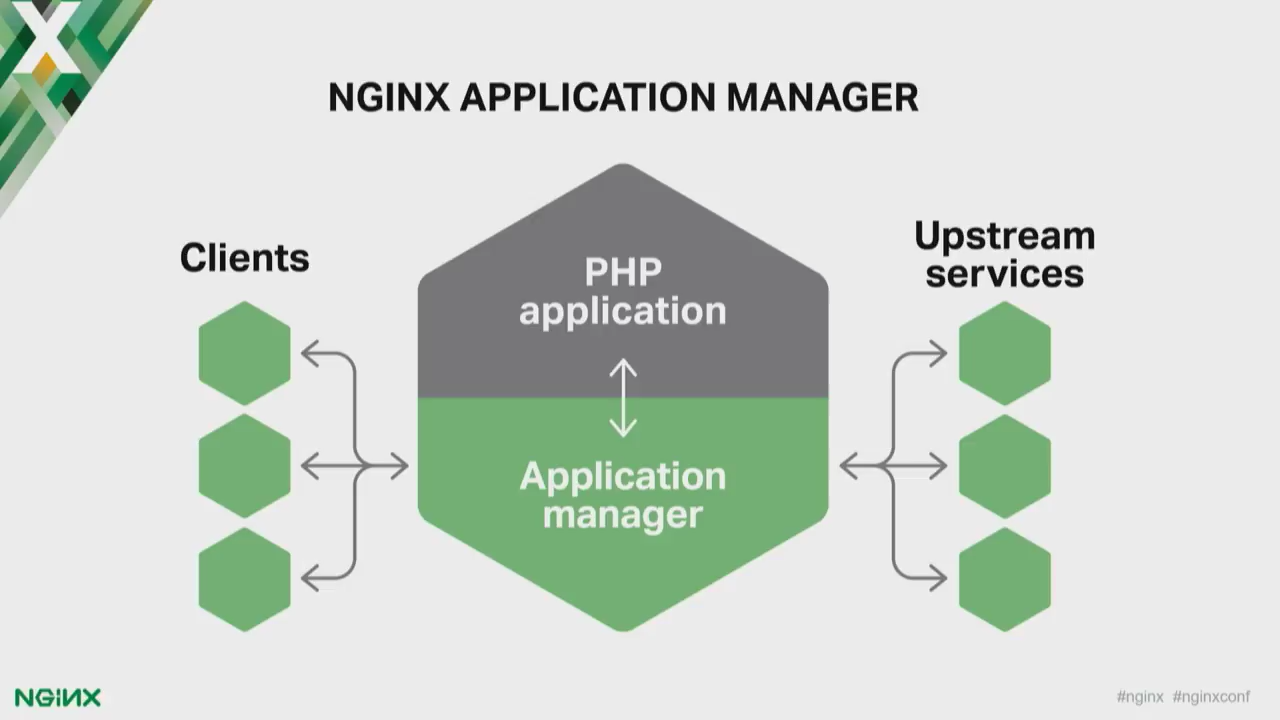 NGINX APPLICATION MANAGER
Clients
PHP
application
Application
manager
Upstream
services
NGINX
#nginx #nginxconf